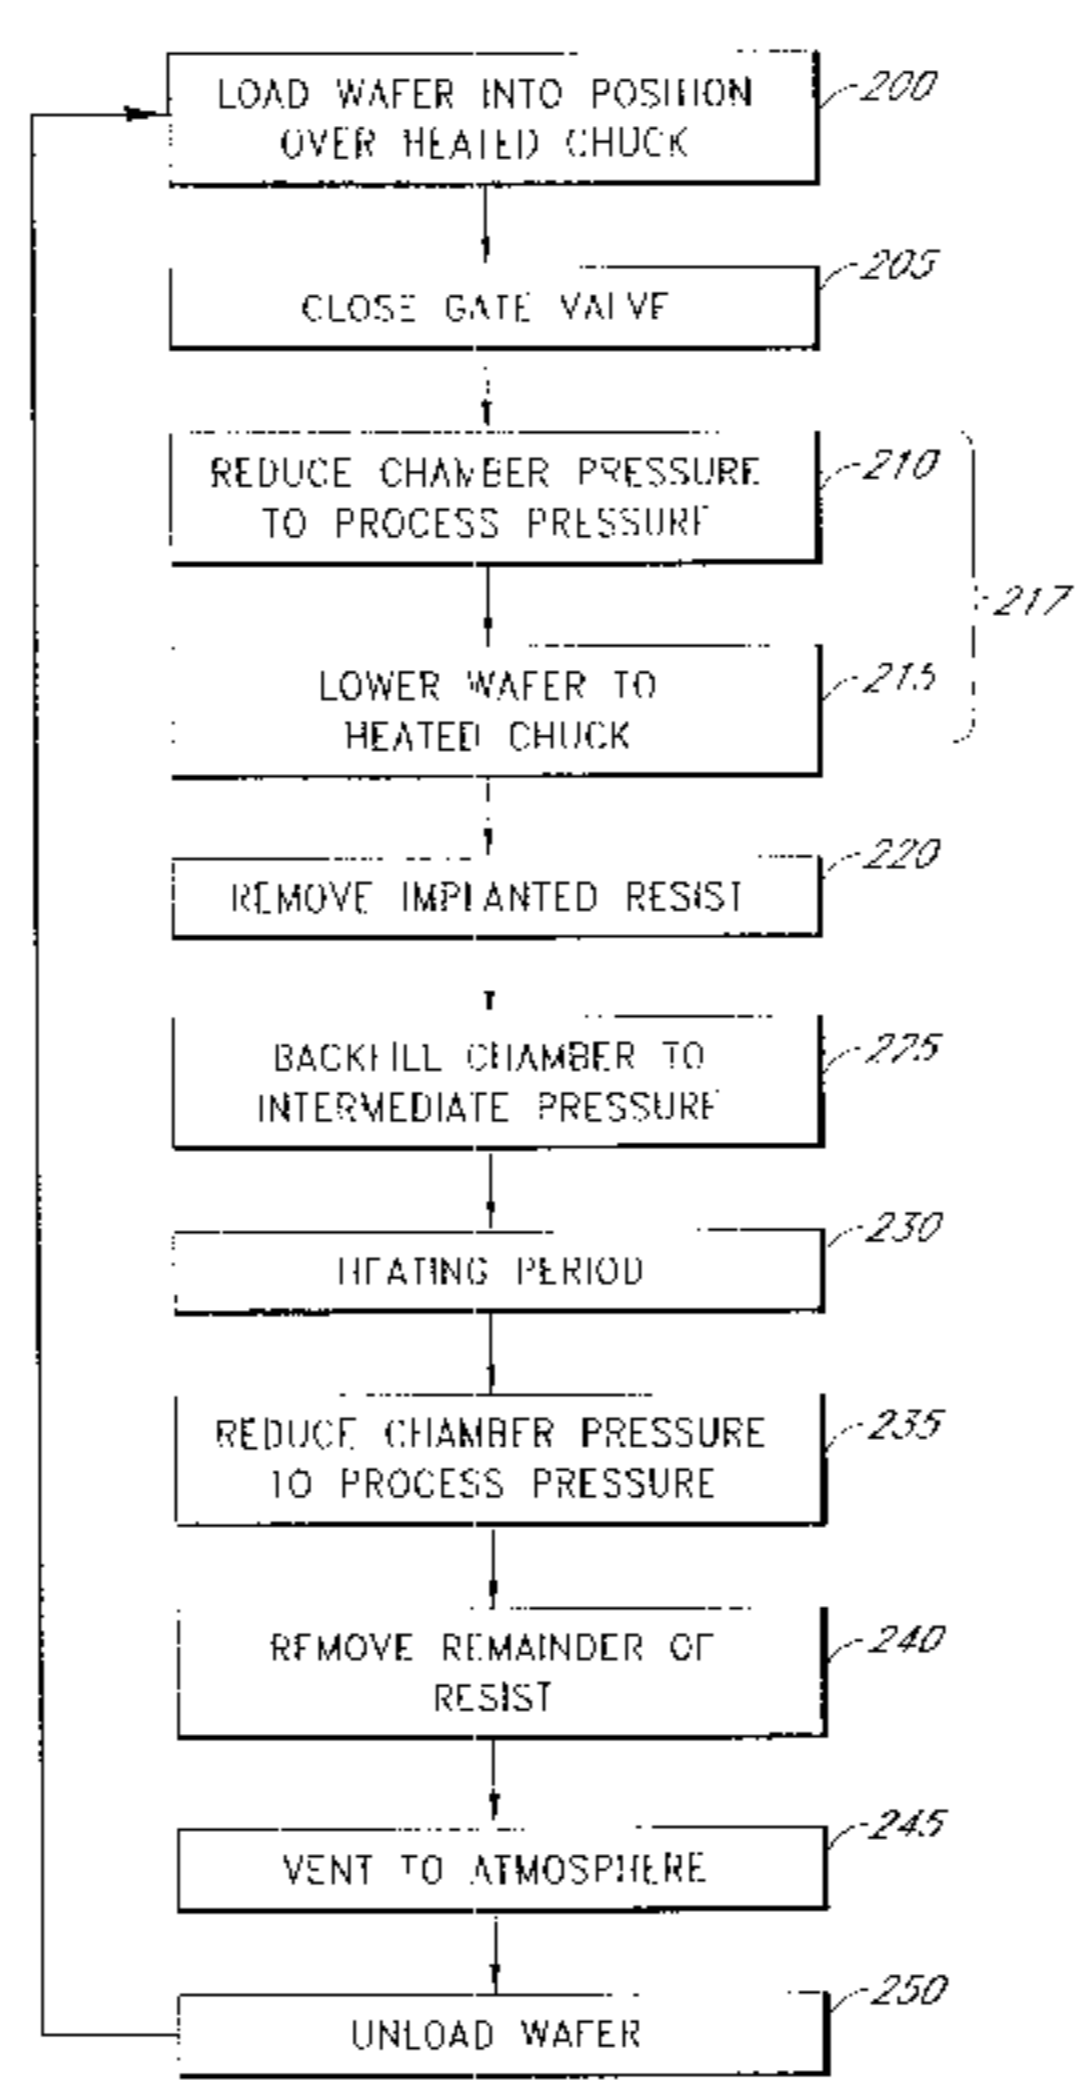 LOAD WAFER INTO POSITION
OVER HEATED CHUCK
200
CLOSE GATE VALVE
205
REDUCE CHAMBER PRESSURE
TO PROCESS PRESSURE
210
217
LOWER WAFER TO
HEATED CHUCK
215
REMOVE IMPLANTED RESIST
220
BACKFILL CHAMBER TO
INTERMEDIATE PRESSURE
225
HEATING PERIOD
230
REDUCE CHAMBER PRESSURE
TO PROCESS PRESSURE
235
REMOVE REMAINDER OF
RESIST
240
VENT TO ATMOSPHERE
245
UNLOAD WAFER
250